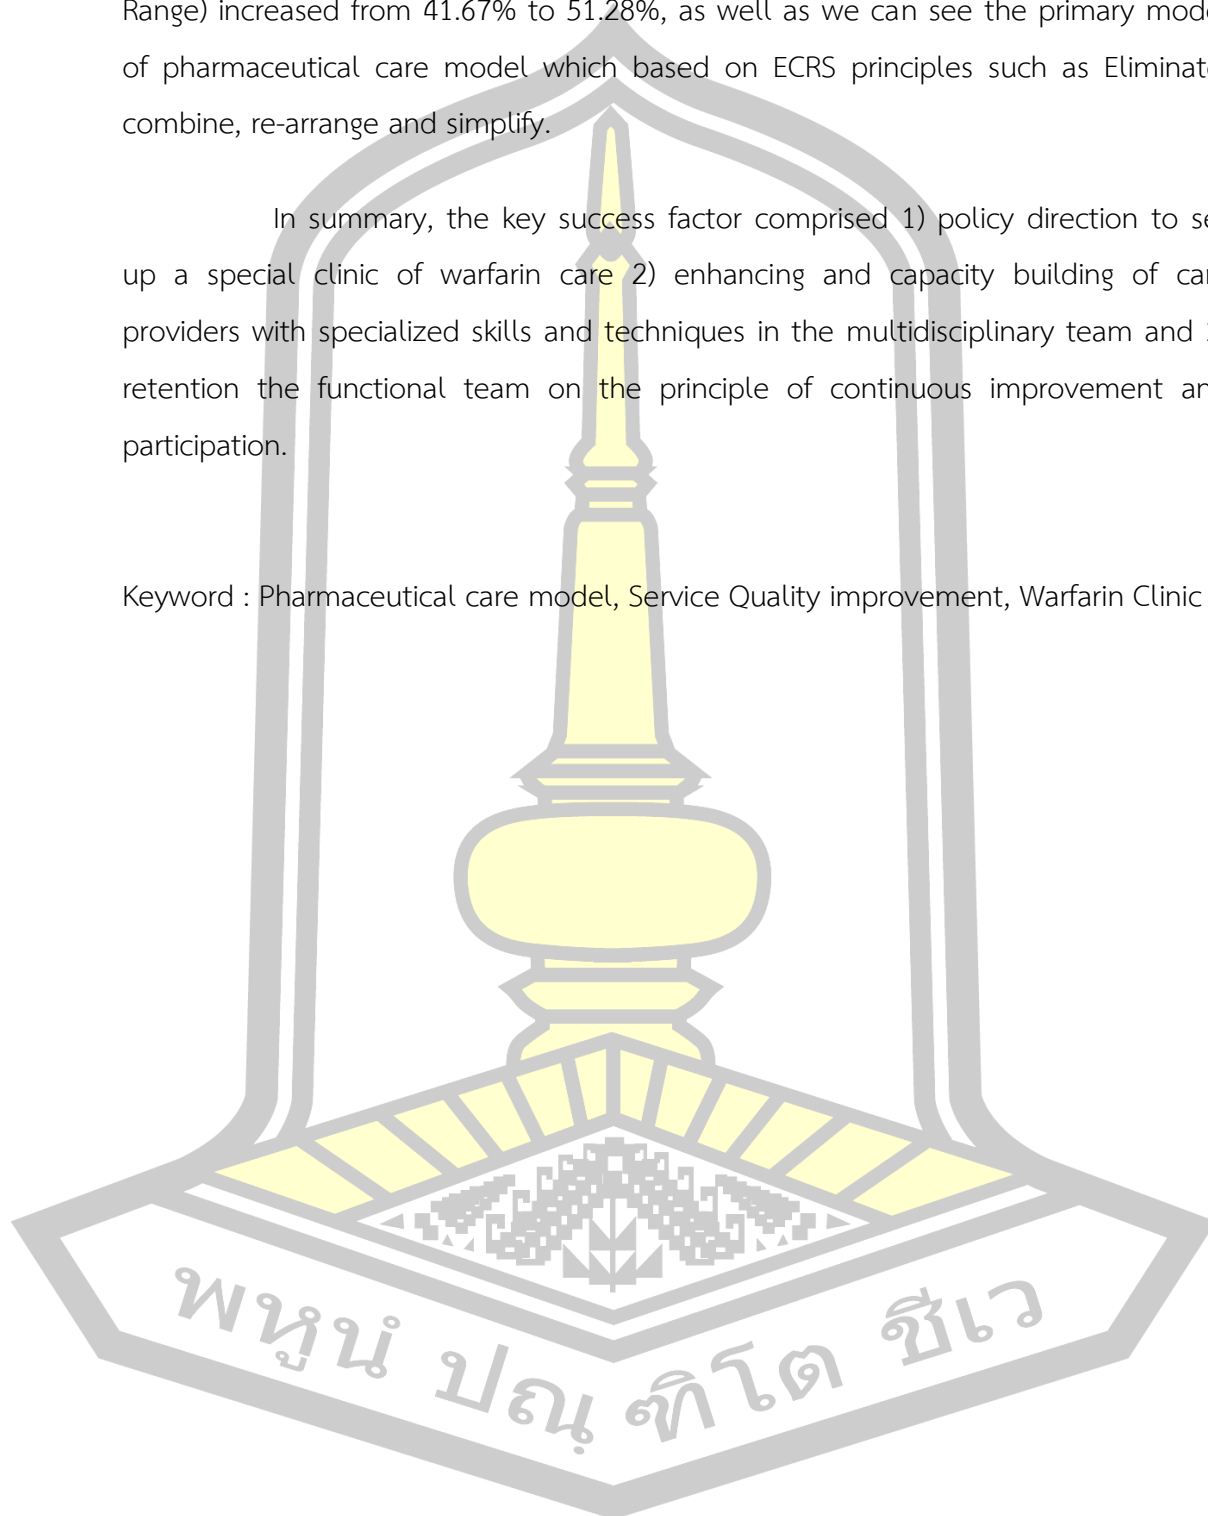 Range) increased from 41.67% to 51.28%, as well as we can see the primary mode
of pharmaceutical care model which based on ECRS principles such as Eliminate
combine, re-arrange and simplify.
In summary, the key success factor comprised 1) policy direction to se
up a special clinic of warfarin care 2) enhancing and capacity building of car
providers with specialized skills and techniques in the multidisciplinary team and
retention the functional team on the principle of continuous improvement an
participation.
Keyword : Pharmaceutical care model, Service Quality improvement, Warfarin Clinic
พหูนํ ปณฺฑิโต ชีเว